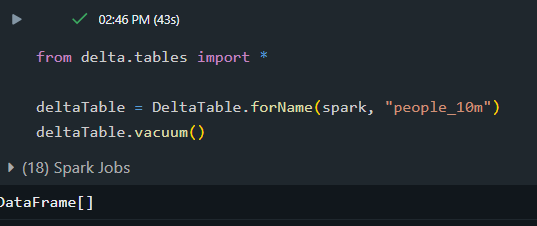 02:46 PM (43s)
from delta.tables import *
deltaTable = DeltaTable.forName(spark, "people_10m")
deltaTable.vacuum()
(18) Spark Jobs
DataFrame[]